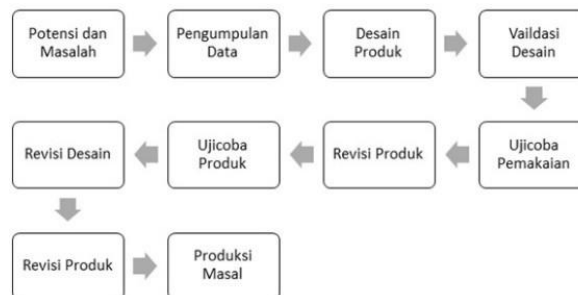 Potensi dan
Masalah
Pengumpulan
Data
Desain
Produk
Vaildasi
Desain
Ujicoba
Pemakaian
Revisi Produk
Ujicoba
Produk
Revisi Desain
Revisi Produk
Produksi
Masal